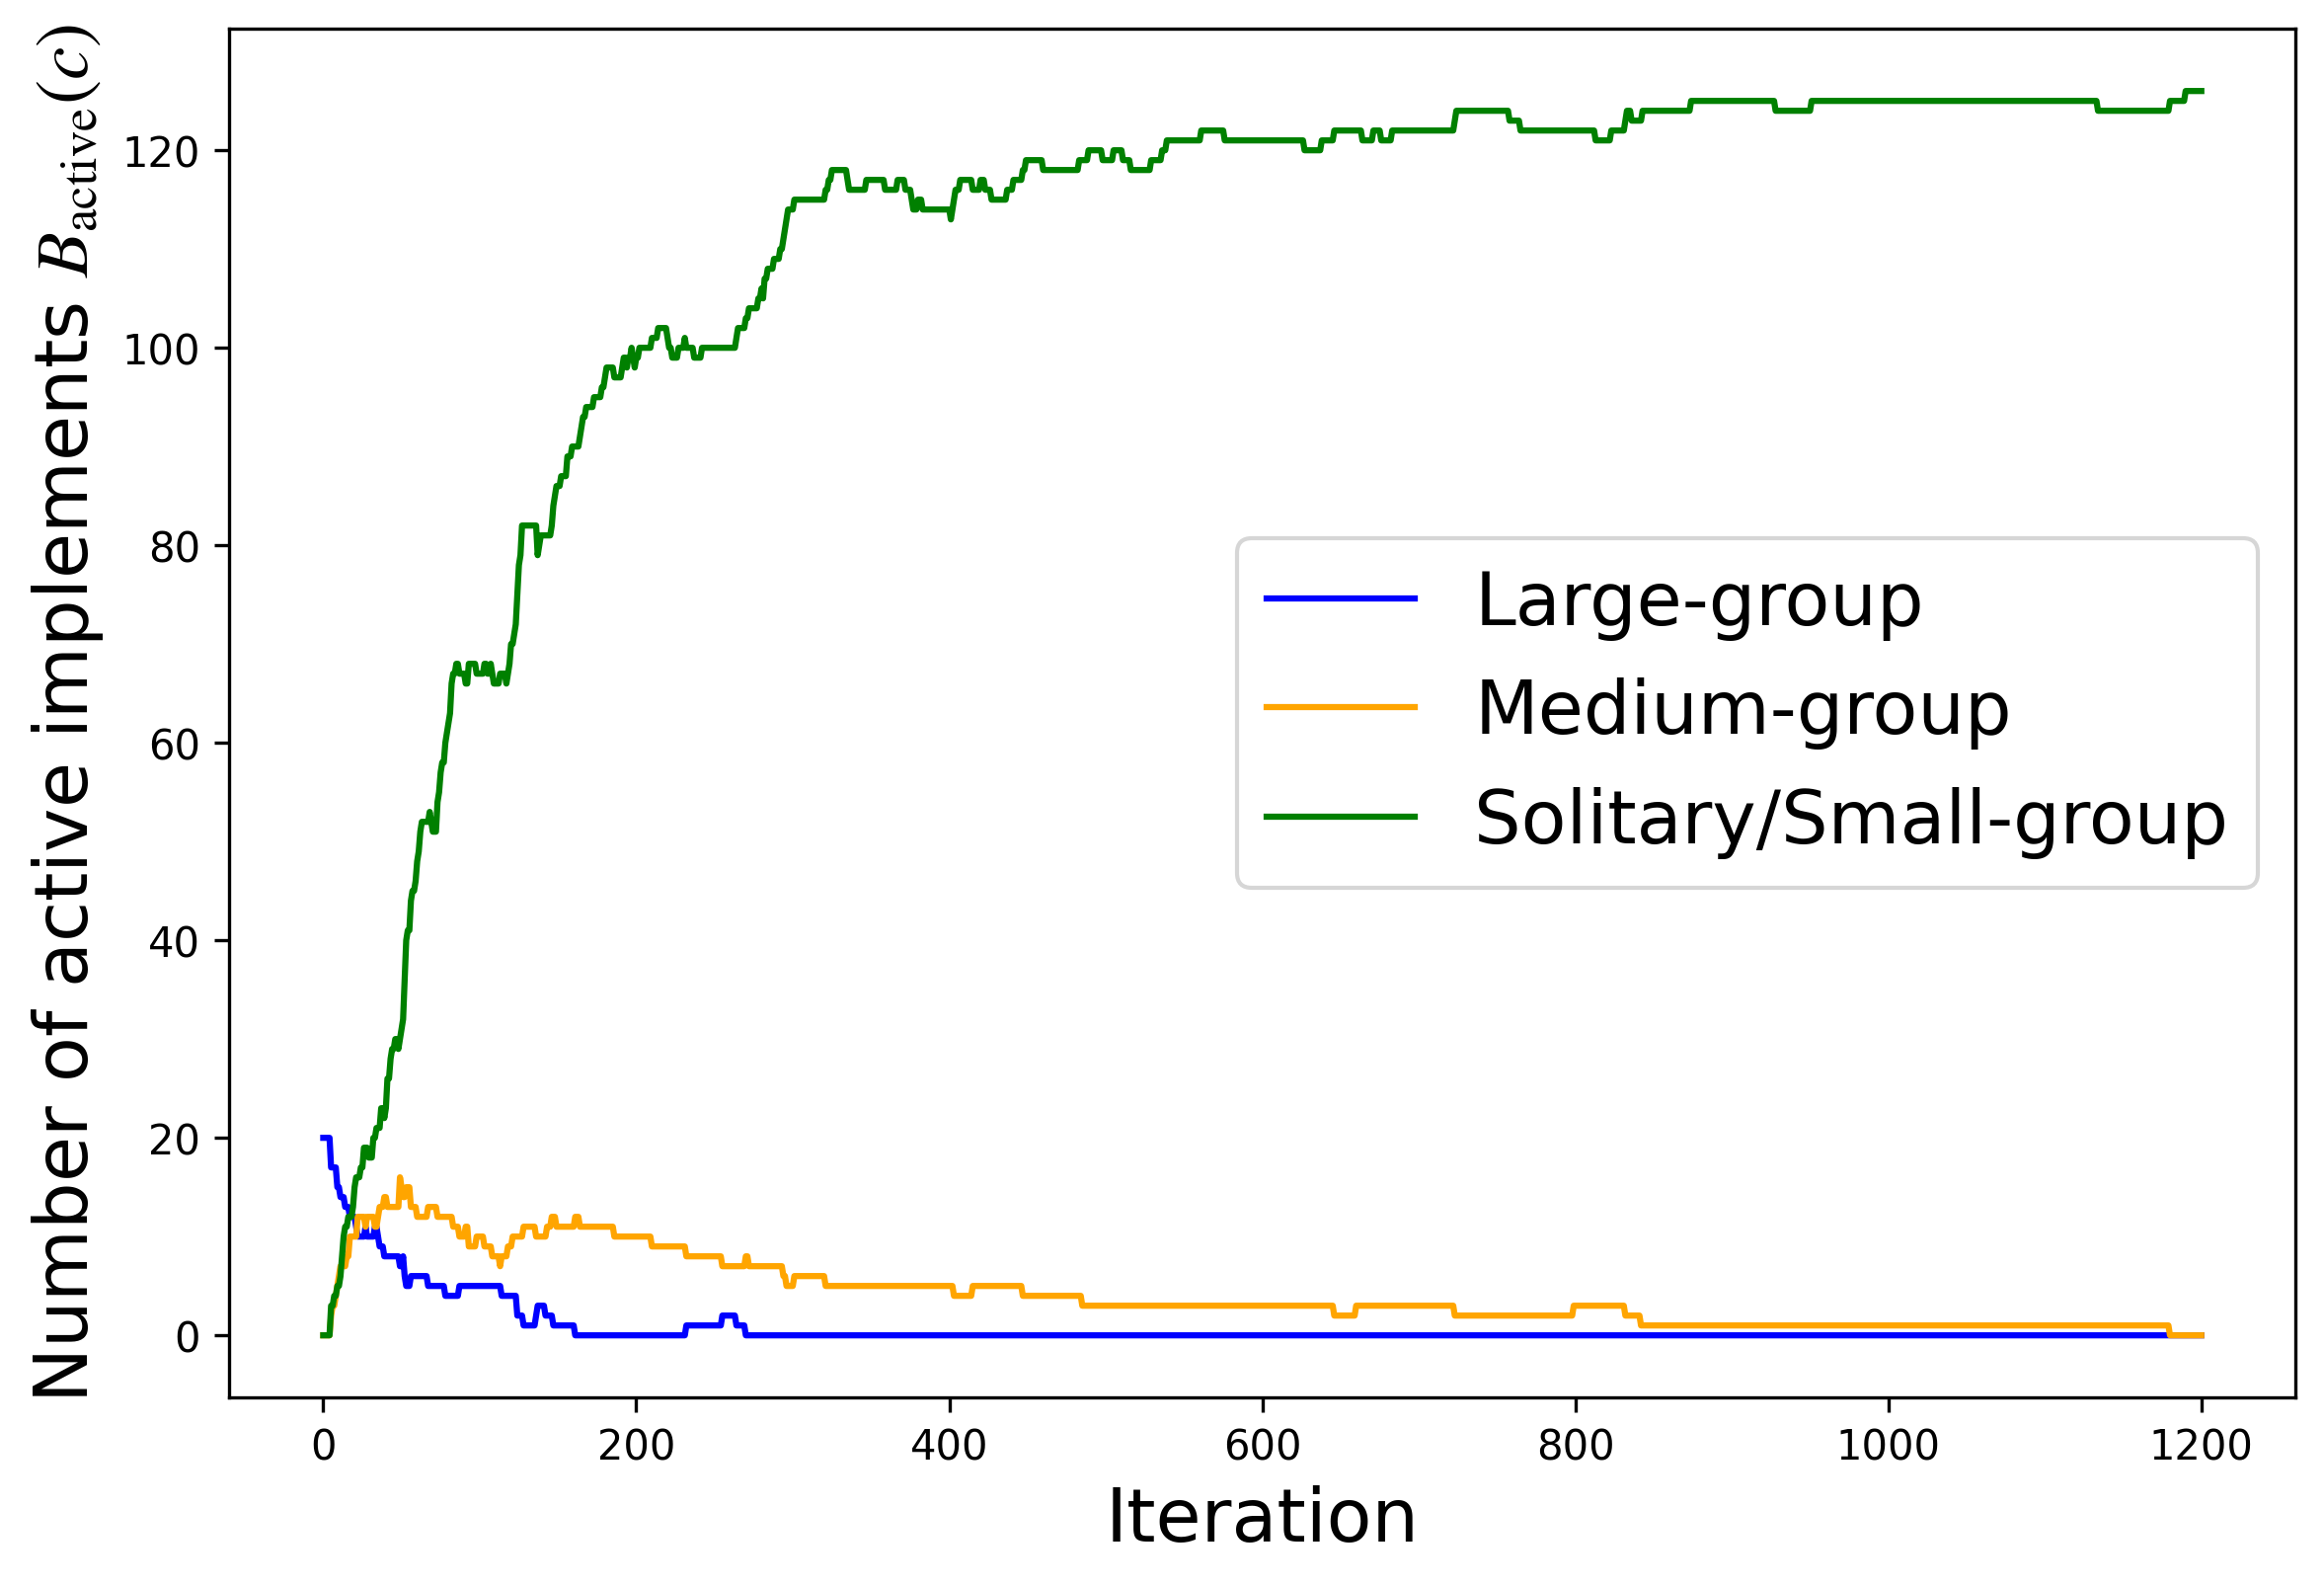 Number of active implements B_active(c)
120
100
80
60
40
20
0
Large-group
Medium-group
Solitary/Small-group
0 200 400 600 800 1000 1200
Iteration